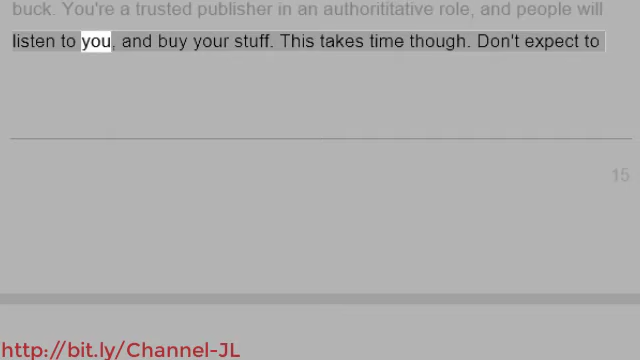 buck. You're a trusted publisher in an authorititative role, and people will
listen to you, and buy your stuff. This takes time though. Don't expect to
15
http://bit.ly/Channel-JL